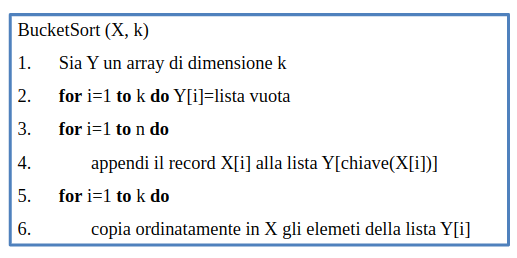 BucketSort (X, k)
1. Sia Y un array di dimensione k
2. for i=1 to k do Y[i]=lista vuota
3. for i=1 to n do
4. appendi il record X[i] alla lista Y[chiave(X[i])]
5. for i=1 to k do
6. copia ordinatamente in X gli elemeti della lista Y[i]